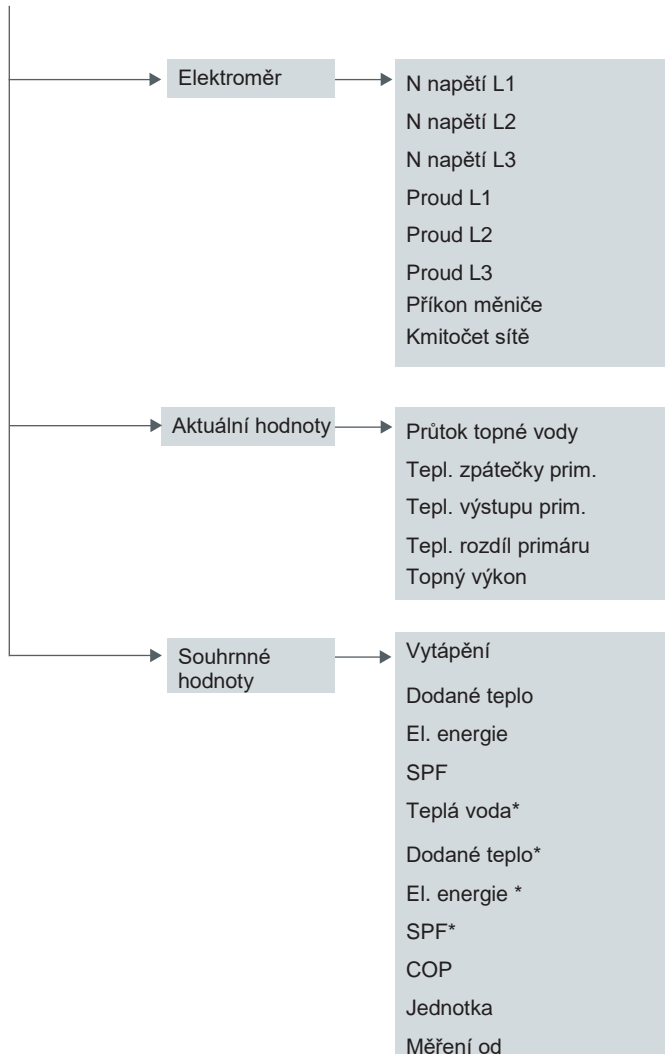 Elektroměr
N napětí L1
N napětí L2
N napětí L3
Proud L1
Proud L2
Proud L3
Příkon měniče
Kmitočet sítě
Aktuální hodnoty
Průtok topné vody
Tepl. zpátečky prim.
Tepl. výstupu prim.
Tepl. rozdíl primáru
Topný výkon
Souhrnné
hodnoty
Vytápění
Dodané teplo
El. energie
SPF
Teplá voda*
Dodané teplo*
El. energie *
SPF*
COP
Jednotka
Měření od